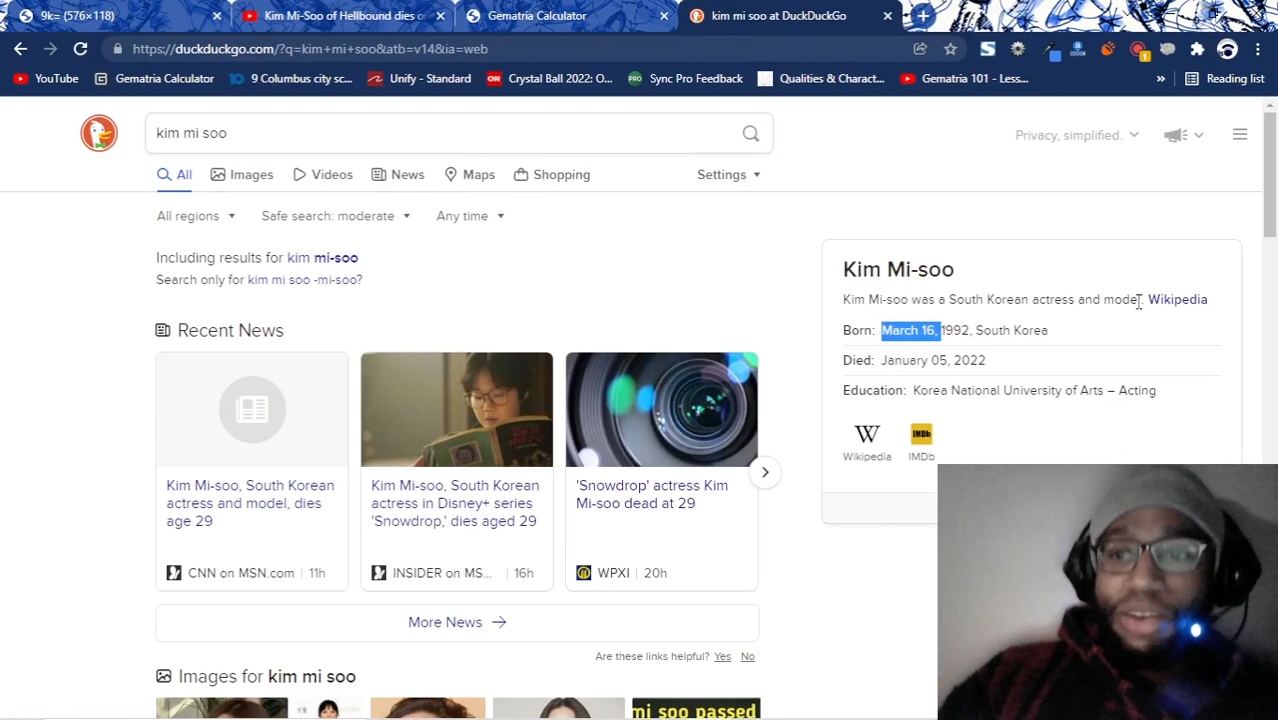 9k= (576×118)
Kim Mi-Soo of Hellbound dies o
Gematria Calculator
kim mi soo at DuckDuckGo
https://duckduckgo.com/?q=kim+mi+soo&atb=v14&ia=web
YouTube
Gematria Calculator
9 Columbus city sc...
Unify - Standard
Crystal Ball 2022: O...
Sync Pro Feedback
Qualities & Charact...
Gematria 101 - Less...
»
Reading list
kim mi soo
Privacy, simplified.
All
Images
Videos
News
Maps
Shopping
Settings
All regions
Safe search: moderate
Any time
Including results for kim mi-soo
Search only for kim mi soo -mi-soo?
Recent News
Kim Mi-soo, South Korean
actress and model, dies
age 29
CNN on MSN.com | 11h
Kim Mi-soo, South Korean
actress in Disney+ series
'Snowdrop,' dies aged 29
INSIDER on MS... | 16h
'Snowdrop' actress Kim
Mi-soo dead at 29
WPXI | 20h
More News
Are these links helpful? Yes No
Images for kim mi soo
mi soo passed
Kim Mi-soo
Kim Mi-soo was a South Korean actress and model. Wikipedia
Born: March 16, 1992, South Korea
Died: January 05, 2022
Education: Korea National University of Arts – Acting
W
Wikipedia
IMDb
IMDb